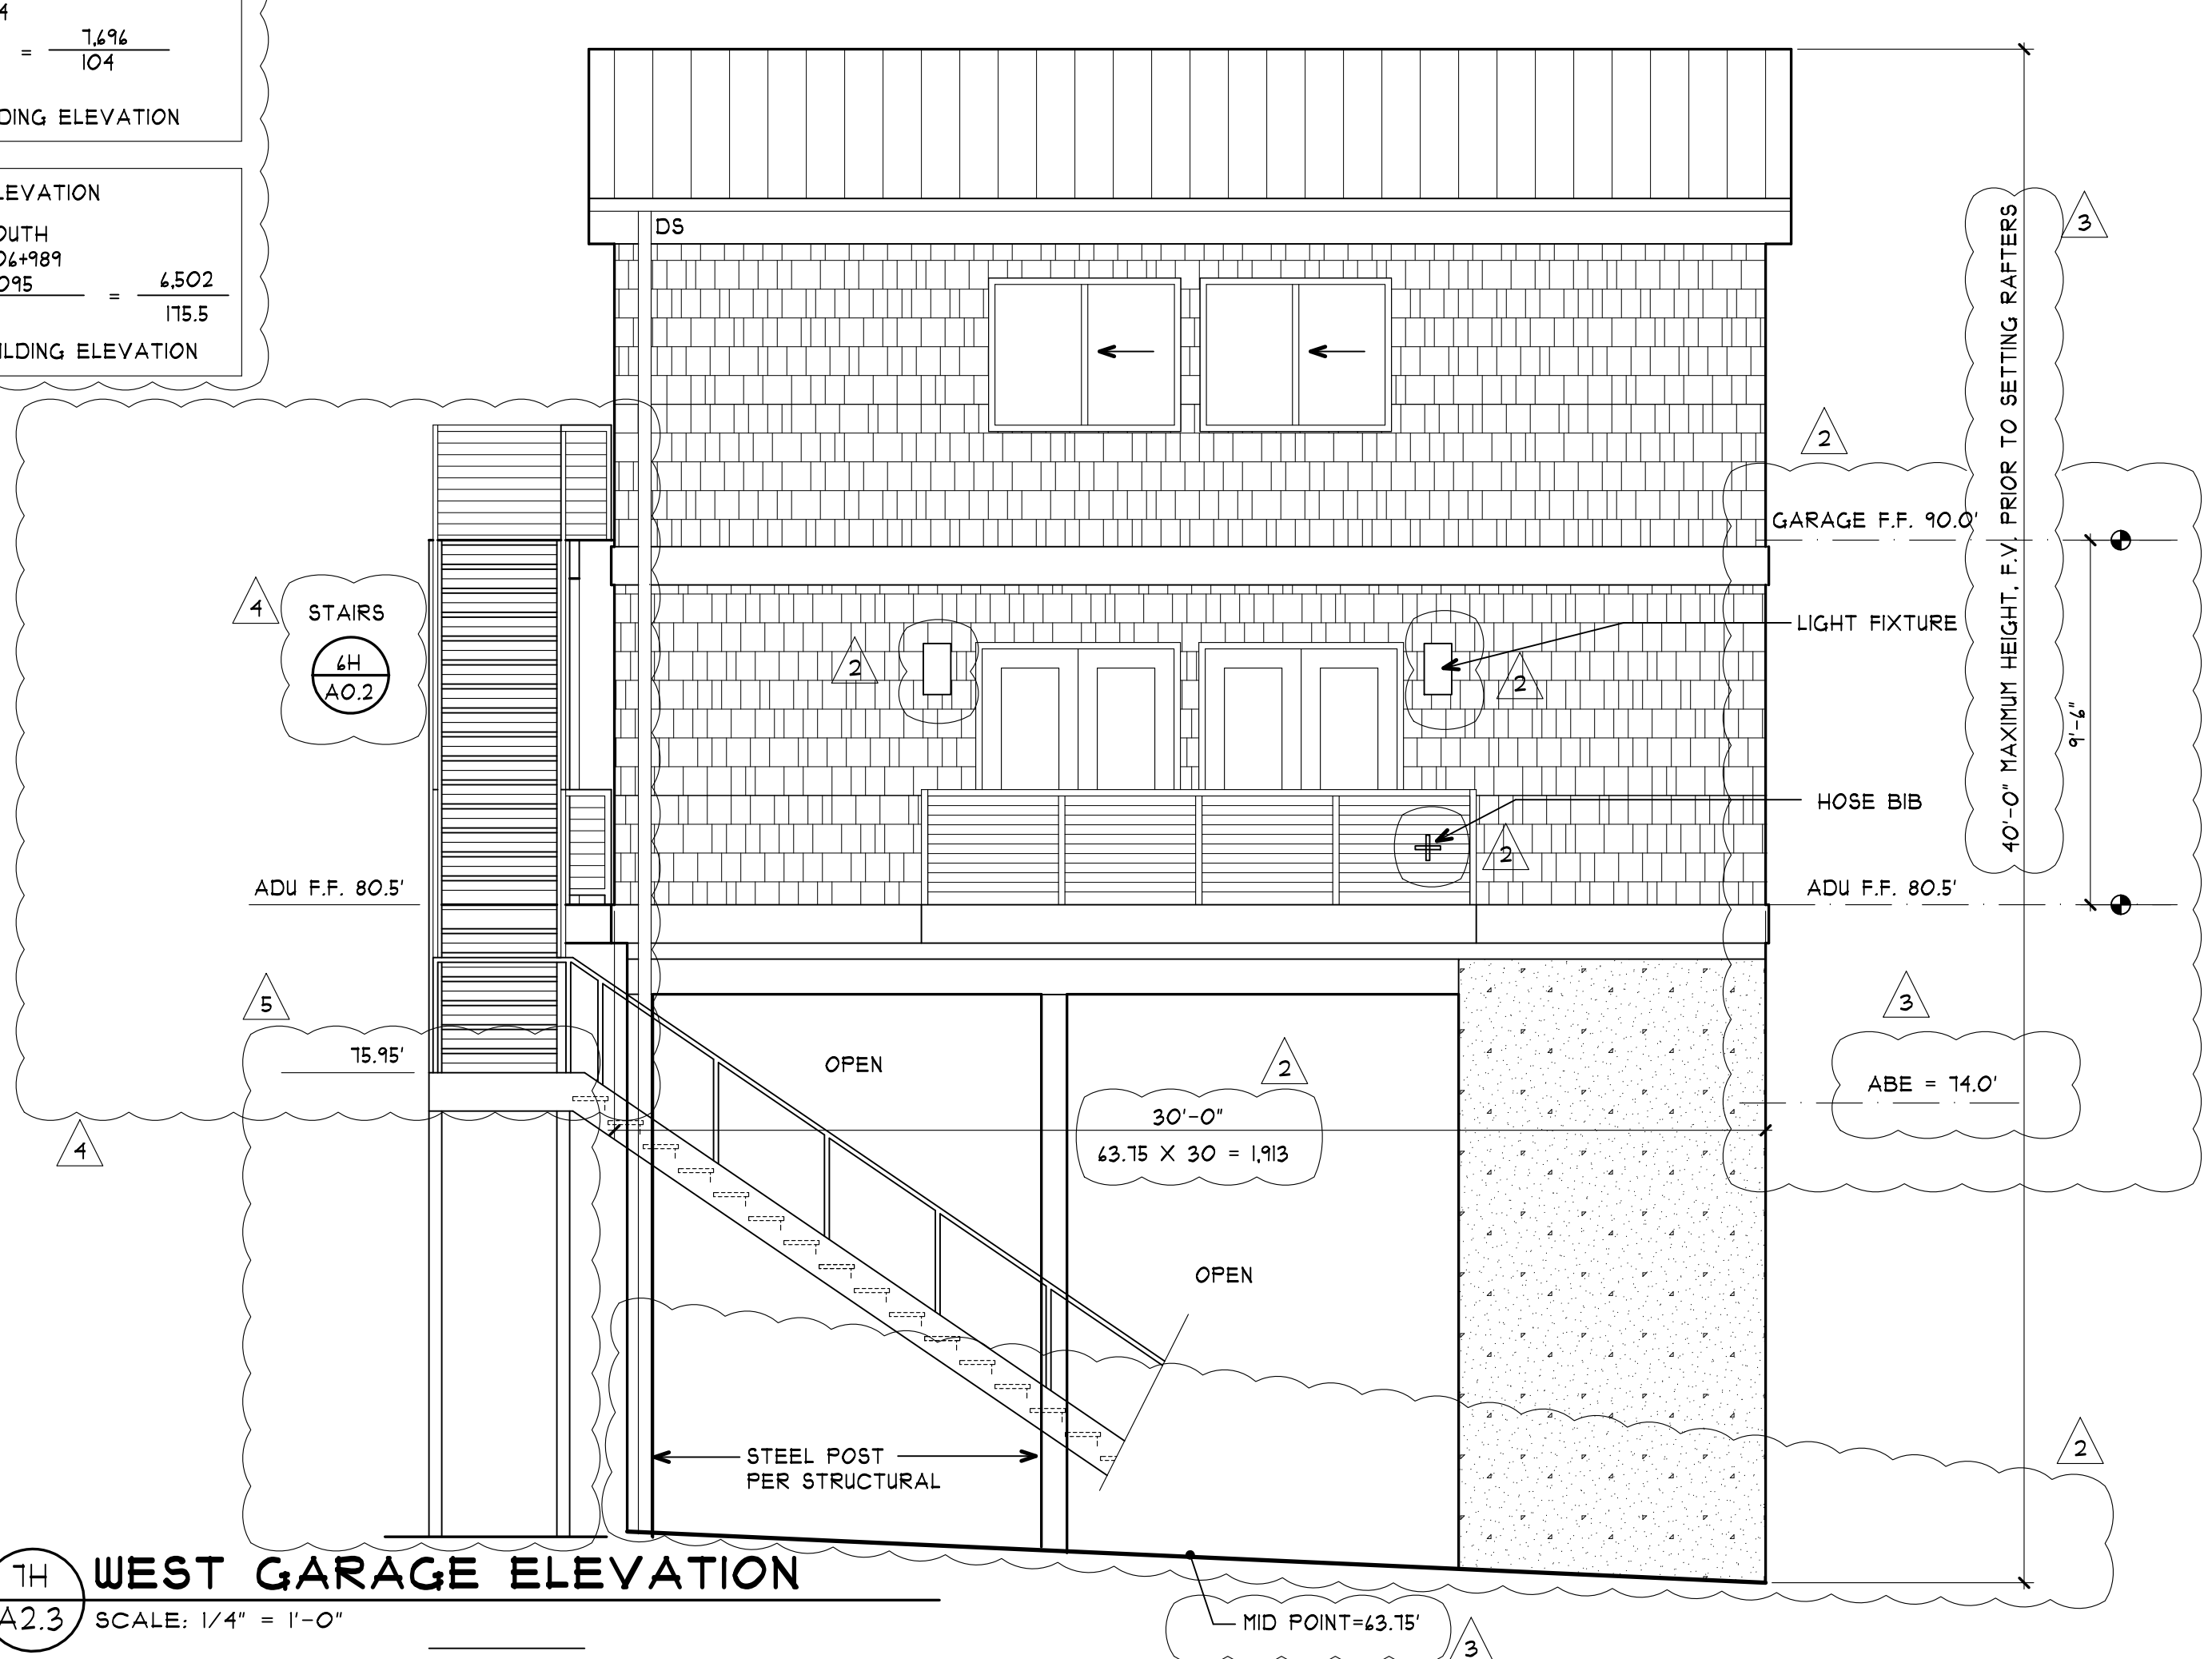 4
= 7,696
104
DING ELEVATION
LEVATION
OUTH
06+989
095
= 6,502
175.5
ILDING ELEVATION
DS
3
40'-0" MAXIMUM HEIGHT, F.V. PRIOR TO SETTING RAFTERS
2
GARAGE F.F. 90.0'
4
STAIRS
6H
A0.2
2
2
LIGHT FIXTURE
9'-6"
HOSE BIB
2
ADU F.F. 80.5'
ADU F.F. 80.5'
5
75.95'
4
OPEN
2
30'-0"
63.75 X 30 = 1,913
3
ABE = 74.0'
OPEN
STEEL POST
PER STRUCTURAL
2
7H
A2.3
WEST GARAGE ELEVATION
SCALE: 1/4" = 1'-0"
MID POINT=63.75'
3